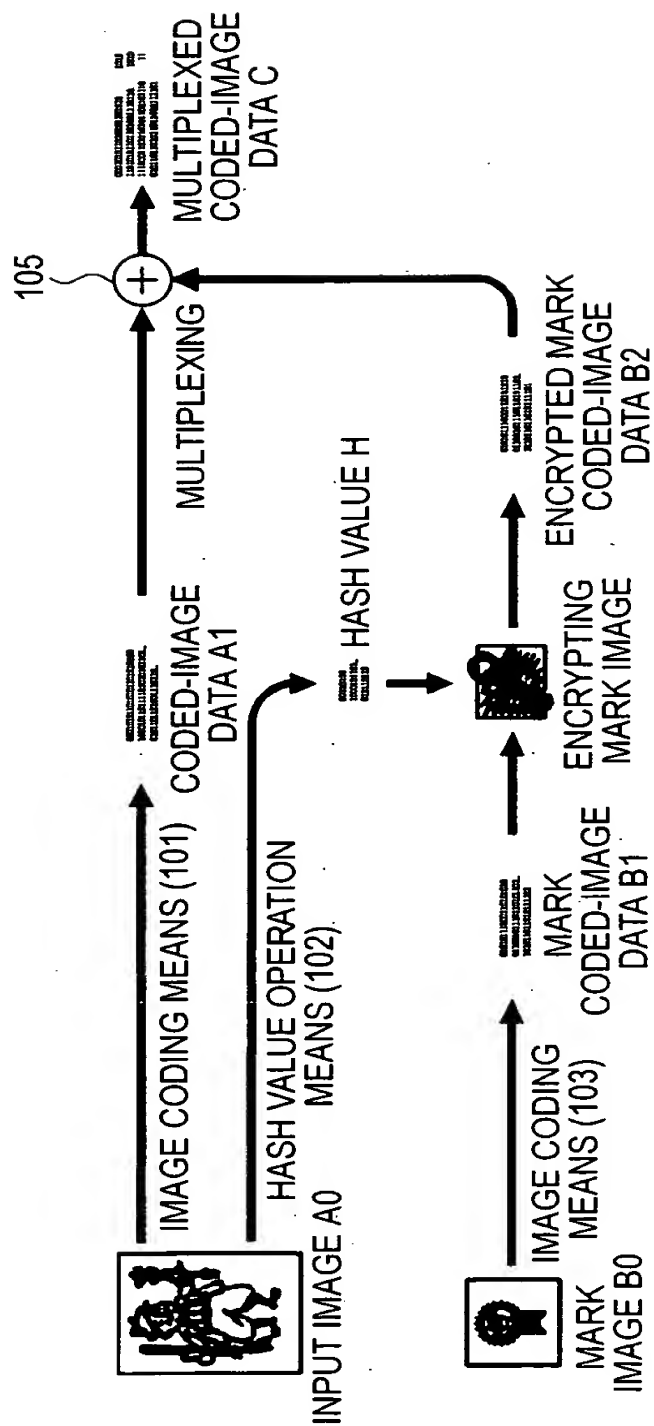 INPUT IMAGE A0
IMAGE CODING MEANS (101)
CODED-IMAGE
DATA A1
MULTIPLEXING
105
MULTIPLEXED
CODED-IMAGE
DATA C
HASH VALUE OPERATION
MEANS (102)
HASH VALUE H
MARK
IMAGE B0
IMAGE CODING
MEANS (103)
MARK
CODED-IMAGE
DATA B1
ENCRYPTING
MARK IMAGE
ENCRYPTED MARK
CODED-IMAGE
DATA B2